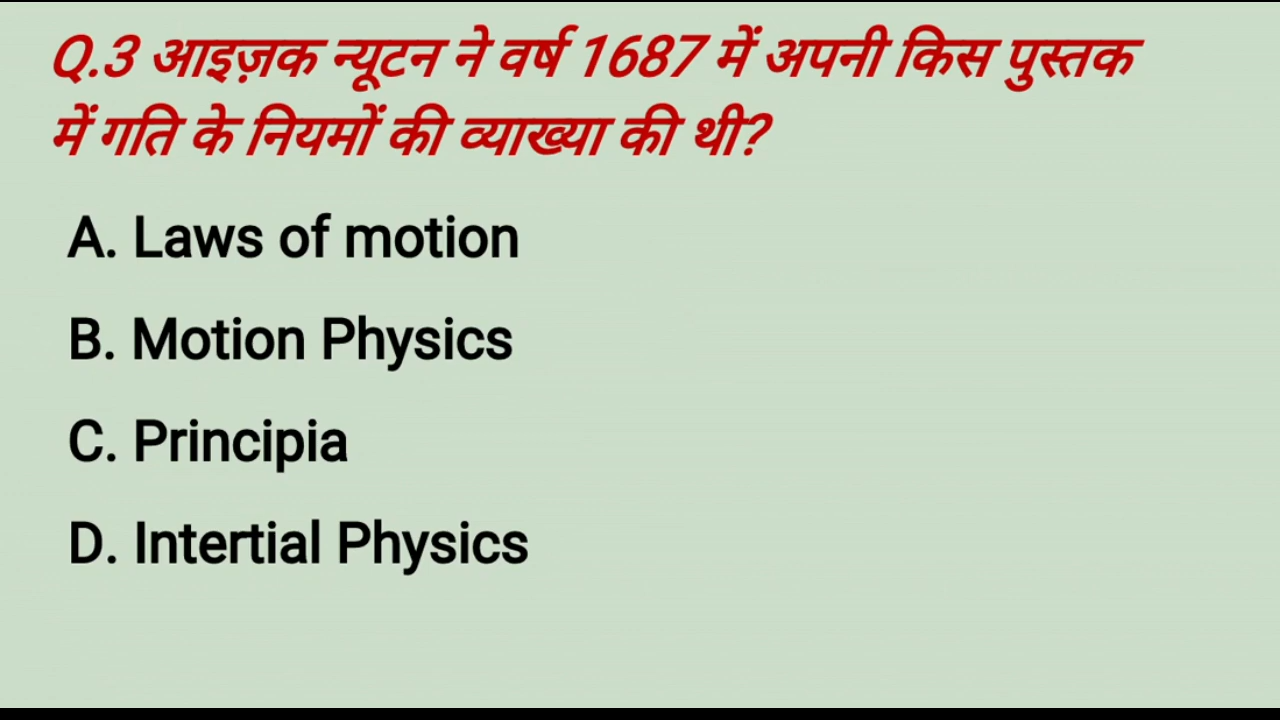 Q.3 आइज़क न्यूटन ने वर्ष 1687 में अपनी किस पुस्तक
में गति के नियमों की व्याख्या की थी?
A. Laws of motion
B. Motion Physics
C. Principia
D. Intertial Physics